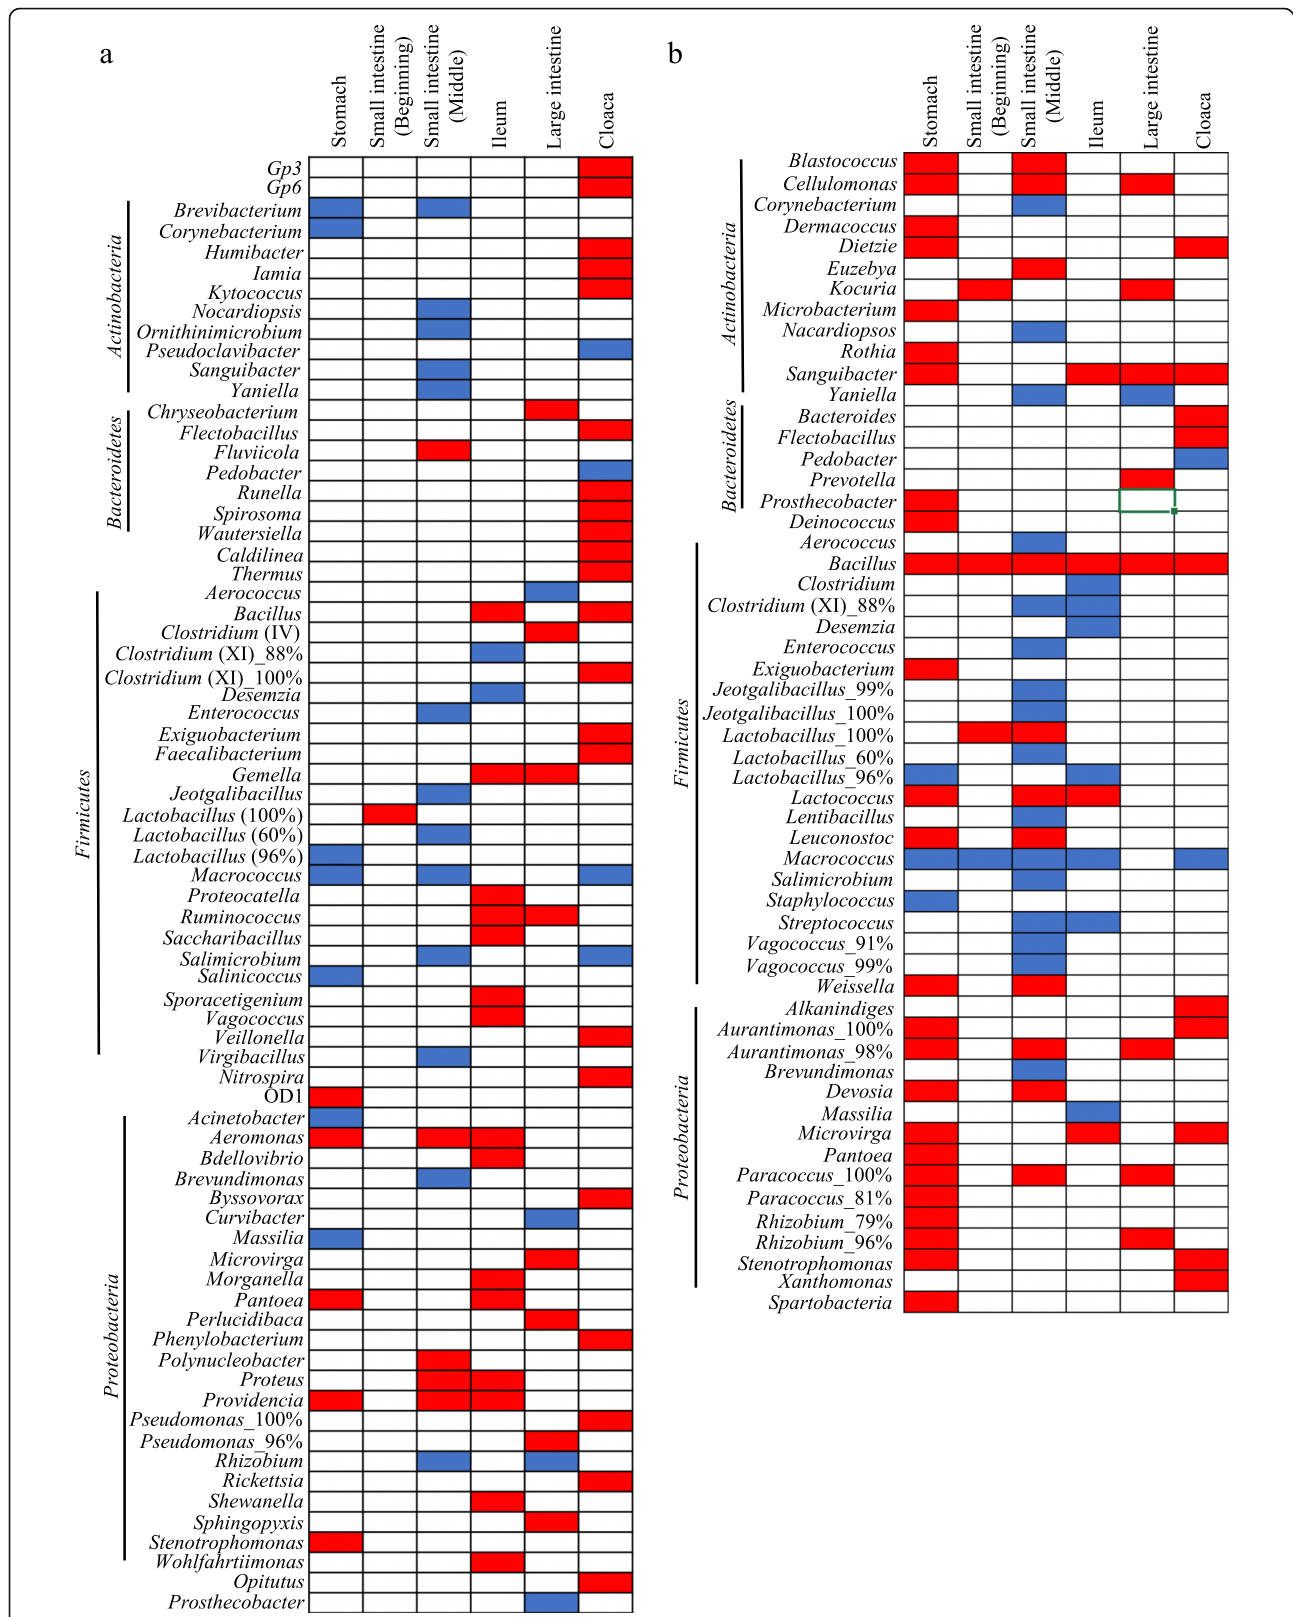 a
Stomach
Small intestine
(Beginning)
Small intestine
(Middle)
Ileum
Large intestine
Cloaca
Gp3
Gp6
Actinobacteria
Brevibacterium
Corynebacterium
Humibacter
Iamia
Kytococcus
Nocardiopsis
Ornithinimicrobium
Pseudoclavibacter
Sanguibacter
Yaniella
Bacteroidetes
Chryseobacterium
Flectobacillus
Fluviicola
Pedobacter
Runella
Spirosoma
Wautersiella
Caldilinea
Thermus
Firmicutes
Aerococcus
Bacillus
Clostridium (IV)
Clostridium (XI)_88%
Clostridium (XI)_100%
Desemzia
Enterococcus
Exiguobacterium
Faecalibacterium
Gemella
Jeotgalibacillus
Lactobacillus (100%)
Lactobacillus (60%)
Lactobacillus (96%)
Macrococcus
Proteocatella
Ruminococcus
Saccharibacillus
Salimicrobium
Salinicoccus
Sporacetigenium
Vagococcus
Veillonella
Virgibacillus
Nitrospira
OD1
Proteobacteria
Acinetobacter
Aeromonas
Bdellovibrio
Brevundimonas
Byssovorax
Curvibacter
Massilia
Microvirga
Morganella
Pantoea
Perlucidibaca
Phenylobacterium
Polynucleobacter
Proteus
Providencia
Pseudomonas_100%
Pseudomonas_96%
Rhizobium
Rickettsia
Shewanella
Sphingopyxis
Stenotrophomonas
Wohlfahrtiimonas
Opitutus
Prosthecobacter
b
Stomach
Small intestine
(Beginning)
Small intestine
(Middle)
Ileum
Large intestine
Cloaca
Actinobacteria
Blastococcus
Cellulomonas
Corynebacterium
Dermacoccus
Dietzie
Euzebya
Kocuria
Microbacterium
Nacardiopsos
Rothia
Sanguibacter
Yaniella
Bacteroidetes
Bacteroides
Flectobacillus
Pedobacter
Prevotella
Prosthecobacter
Deinococcus
Firmicutes
Aerococcus
Bacillus
Clostridium
Clostridium (XI)_88%
Desemzia
Enterococcus
Exiguobacterium
Jeotgalibacillus_99%
Jeotgalibacillus_100%
Lactobacillus_100%
Lactobacillus_60%
Lactobacillus_96%
Lactococcus
Lentibacillus
Leuconostoc
Macrococcus
Salimicrobium
Staphylococcus
Streptococcus
Vagococcus_91%
Vagococcus_99%
Weissella
Proteobacteria
Alkanindiges
Aurantimonas_100%
Aurantimonas_98%
Brevundimonas
Devosia
Massilia
Microvirga
Pantoea
Paracoccus_100%
Paracoccus_81%
Rhizobium_79%
Rhizobium_96%
Stenotrophomonas
Xanthomonas
Spartobacteria